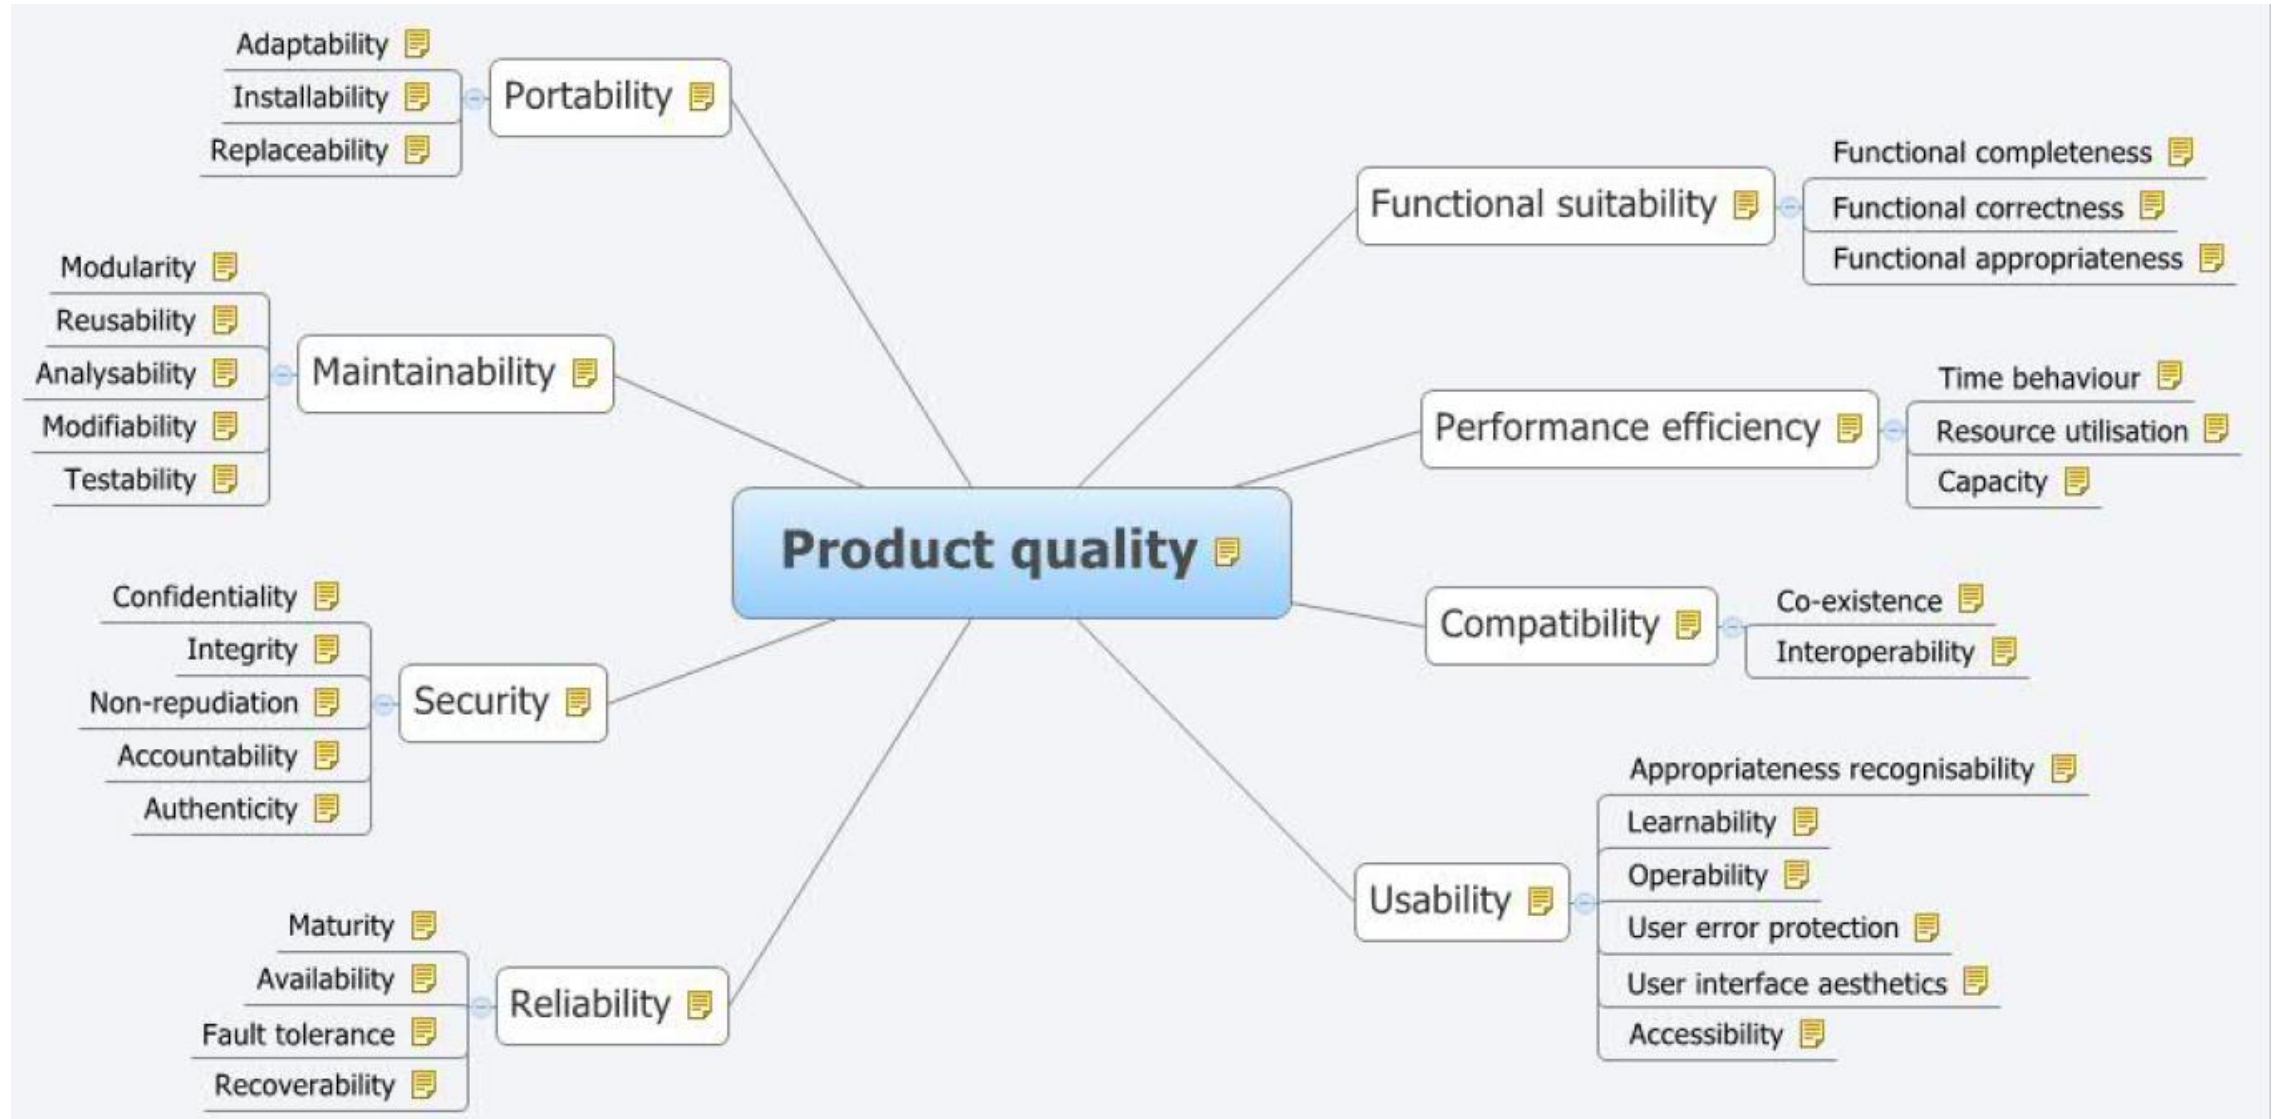 Product quality
Portability
Adaptability
Installability
Replaceability
Maintainability
Modularity
Reusability
Analysability
Modifiability
Testability
Security
Confidentiality
Integrity
Non-repudiation
Accountability
Authenticity
Reliability
Maturity
Availability
Fault tolerance
Recoverability
Functional suitability
Functional completeness
Functional correctness
Functional appropriateness
Performance efficiency
Time behaviour
Resource utilisation
Capacity
Compatibility
Co-existence
Interoperability
Usability
Appropriateness recognisability
Learnability
Operability
User error protection
User interface aesthetics
Accessibility